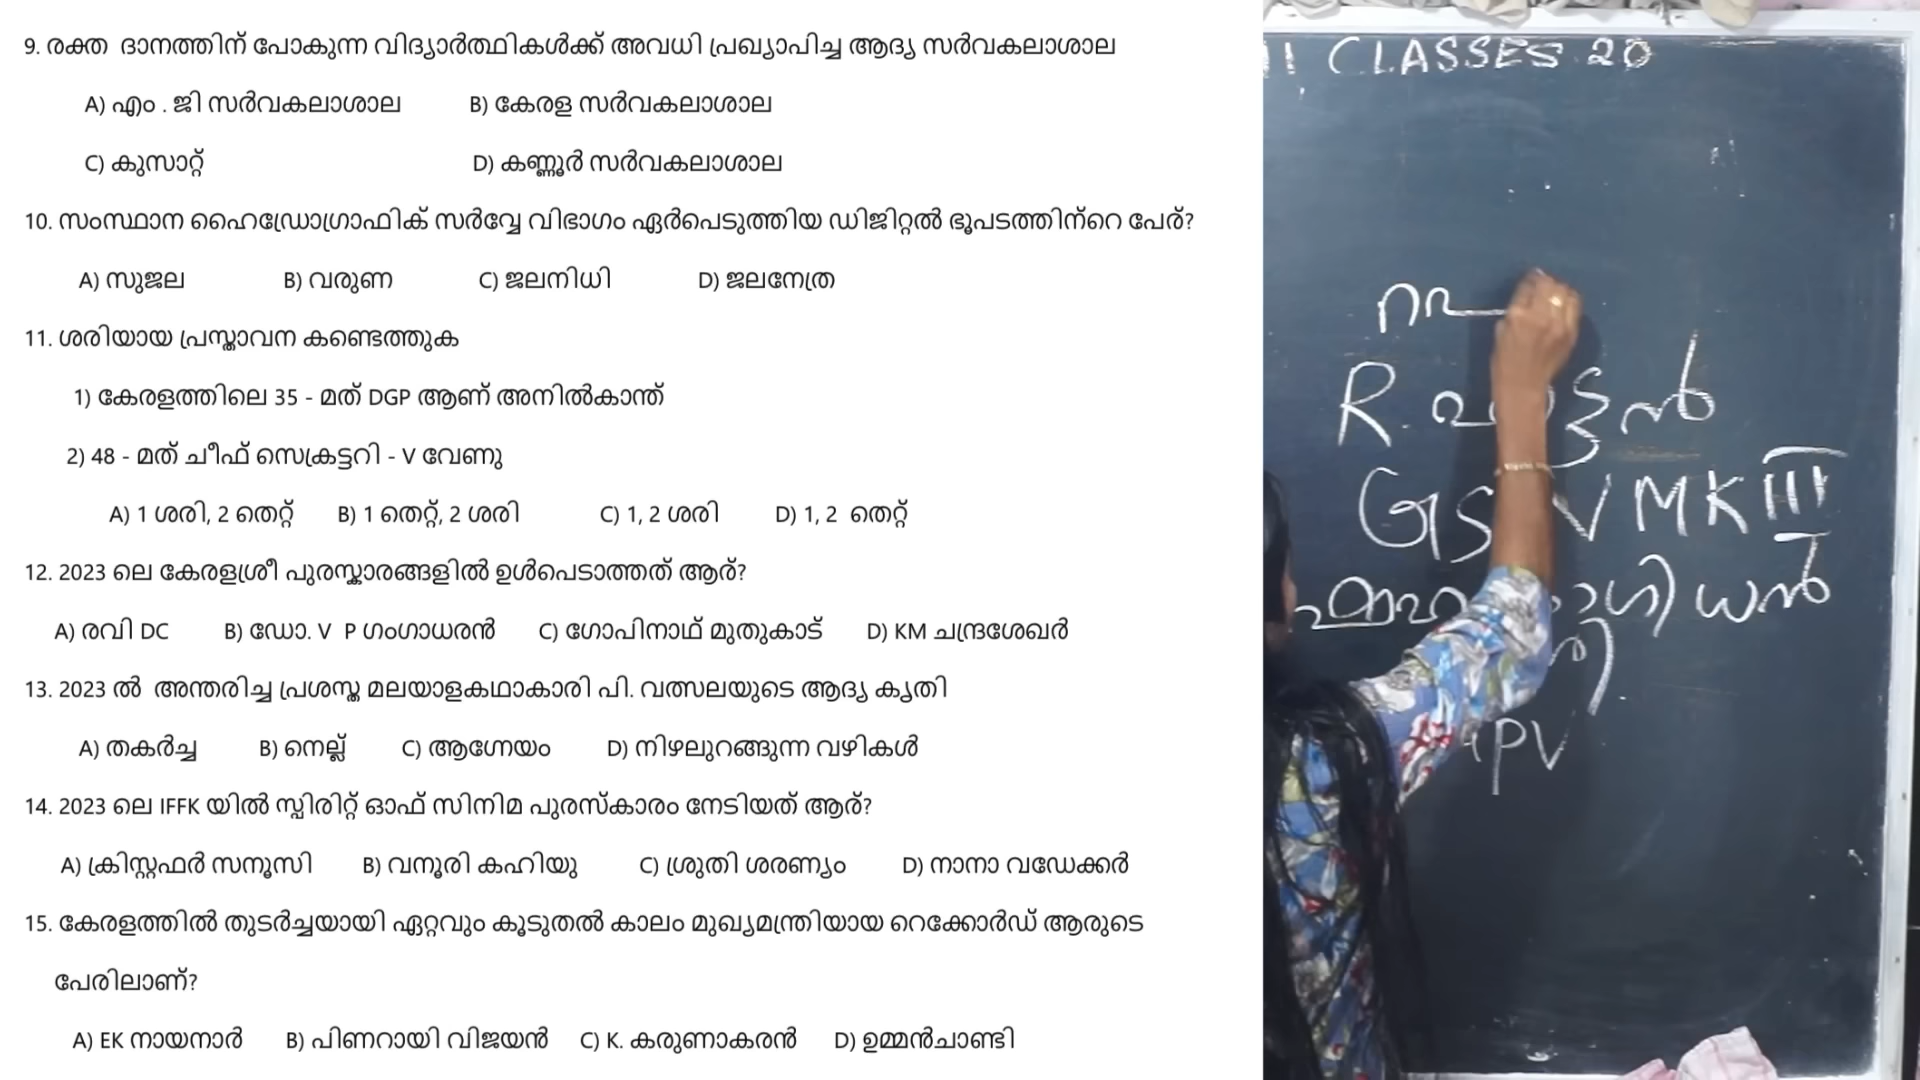 9. രക്ത ദാനത്തിന് പോകുന്ന വിദ്യാർത്ഥികൾക്ക് അവധി പ്രഖ്യാപിച്ച ആദ്യ സർവകലാശാല
A) എം . ജി സർവകലാശാല B) കേരള സർവകലാശാല
C) കുസാറ്റ് D) കണ്ണൂർ സർവകലാശാല
10. സംസ്ഥാന ഹൈഡ്രോഗ്രാഫിക് സർവ്വേ വിഭാഗം ഏർപെടുത്തിയ ഡിജിറ്റൽ ഭൂപടത്തിന്റെ പേര്?
A) സുജല B) വരുണ C) ജലനിധി D) ജലനേത്ര
11. ശരിയായ പ്രസ്താവന കണ്ടെത്തുക
1) കേരളത്തിലെ 35 - മത് DGP ആണ് അനിൽകാന്ത്
2) 48 - മത് ചീഫ് സെക്രട്ടറി - V വേണു
A) 1 ശരി, 2 തെറ്റ് B) 1 തെറ്റ്, 2 ശരി C) 1, 2 ശരി D) 1, 2 തെറ്റ്
12. 2023 ലെ കേരളശ്രീ പുരസ്കാരങ്ങളിൽ ഉൾപെടാത്തത് ആര്?
A) രവി DC B) ഡോ. V P ഗംഗാധരൻ C) ഗോപിനാഥ് മുതുകാട് D) KM ചന്ദ്രശേഖർ
13. 2023 ൽ അന്തരിച്ച പ്രശസ്ത മലയാളകഥാകാരി പി. വത്സലയുടെ ആദ്യ കൃതി
A) തകർച്ച B) നെല്ല് C) ആഗ്നേയം D) നിഴലുറങ്ങുന്ന വഴികൾ
14. 2023 ലെ IFFK യിൽ സ്പിരിറ്റ് ഓഫ് സിനിമ പുരസ്‌കാരം നേടിയത് ആര്?
A) ക്രിസ്റ്റഫർ സനൂസി B) വനൂരി കഹിയു C) ശ്രുതി ശരണ്യം D) നാനാ വഡേക്കർ
15. കേരളത്തിൽ തുടർച്ചയായി ഏറ്റവും കൂടുതൽ കാലം മുഖ്യമന്ത്രിയായ റെക്കോർഡ് ആരുടെ
പേരിലാണ്?
A) EK നായനാർ B) പിണറായി വിജയൻ C) K. കരുണാകരൻ D) ഉമ്മൻചാണ്ടി
CLASSES 20
R.
V MK III
PV